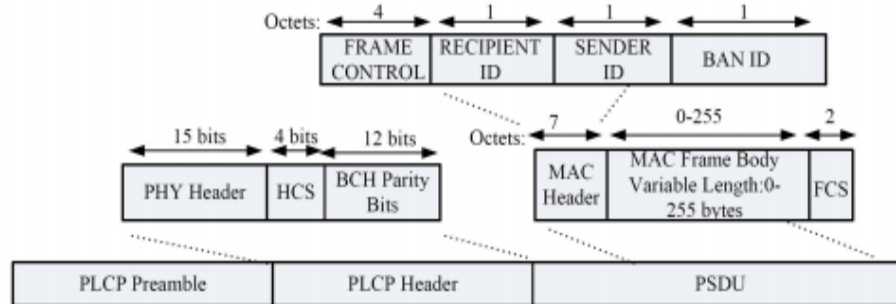 Octets: 4 1 1 1
FRAME CONTROL RECIPIENT ID SENDER ID BAN ID
15 bits 4 bits 12 bits
PHY Header HCS BCH Parity Bits
Octets: 7 0-255 2
MAC Header MAC Frame Body Variable Length:0-255 bytes FCS
PLCP Preamble PLCP Header PSDU